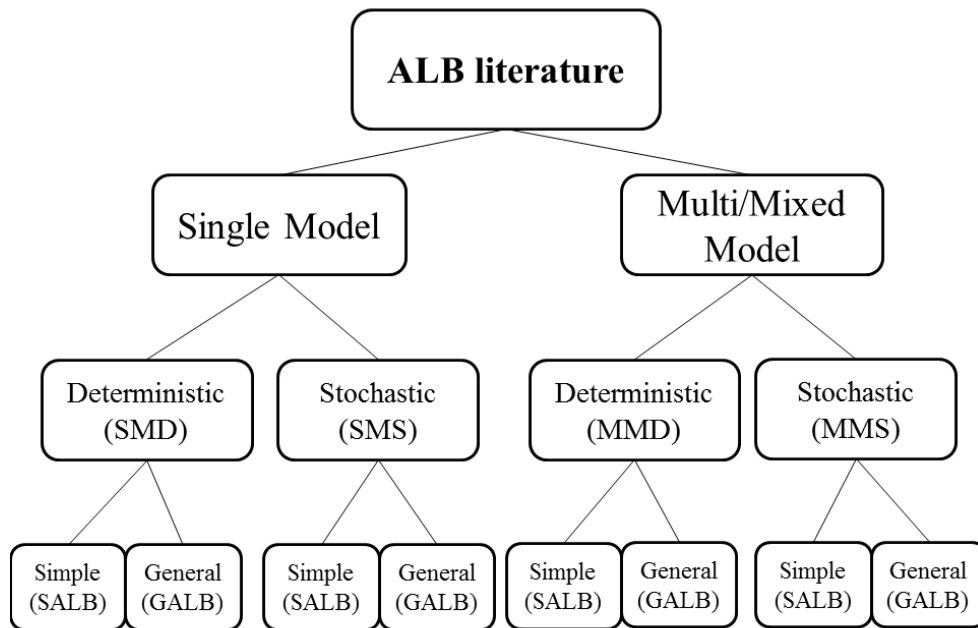 ALB literature
Single Model
Multi/Mixed
Model
Deterministic
(SMD)
Stochastic
(SMS)
Deterministic
(MMD)
Stochastic
(MMS)
Simple
(SALB)
General
(GALB)
Simple
(SALB)
General
(GALB)
Simple
(SALB)
General
(GALB)
Simple
(SALB)
General
(GALB)